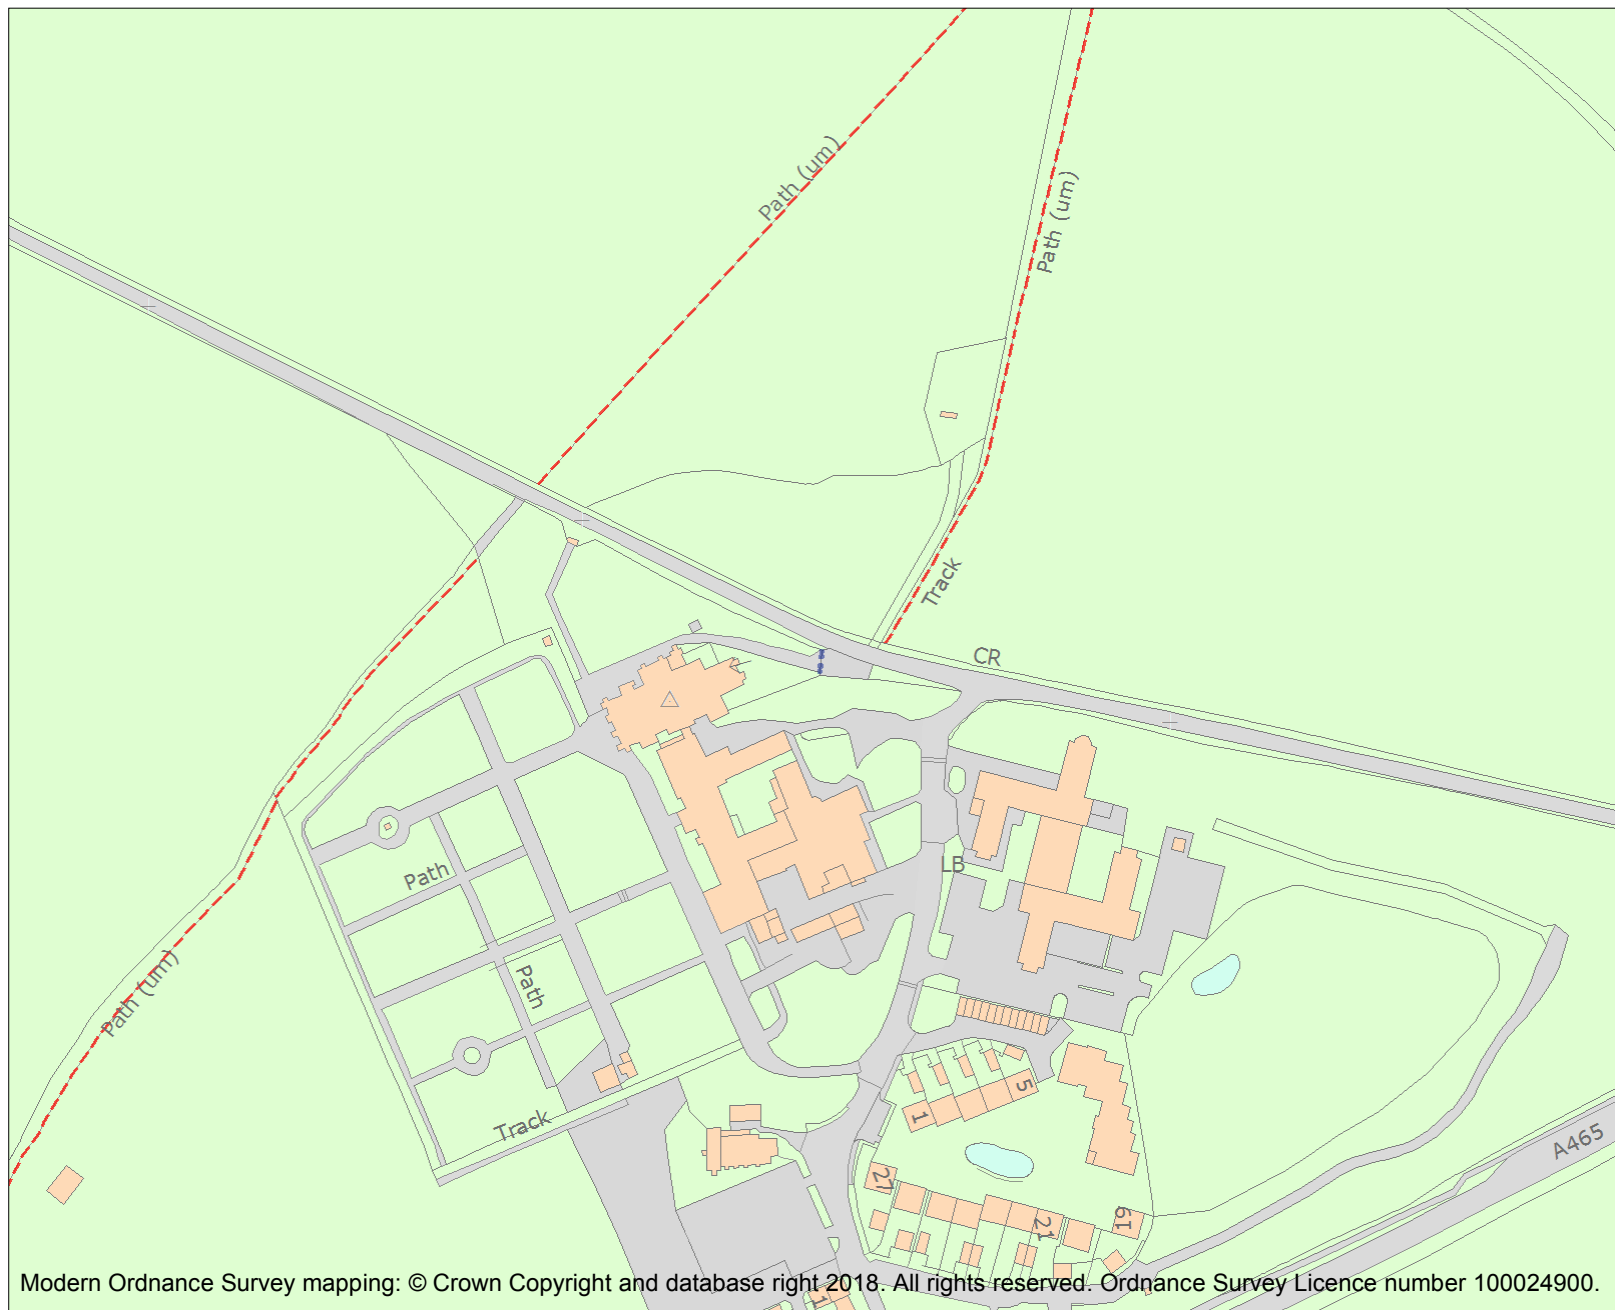 Path (um)
Path (um)
Track
CR
LB
Path
Path
Path (um)
Track
5
1
A465
27
21
19
1
Modern Ordnance Survey mapping: © Crown Copyright and database right 2018. All rights reserved. Ordnance Survey Licence number 100024900.